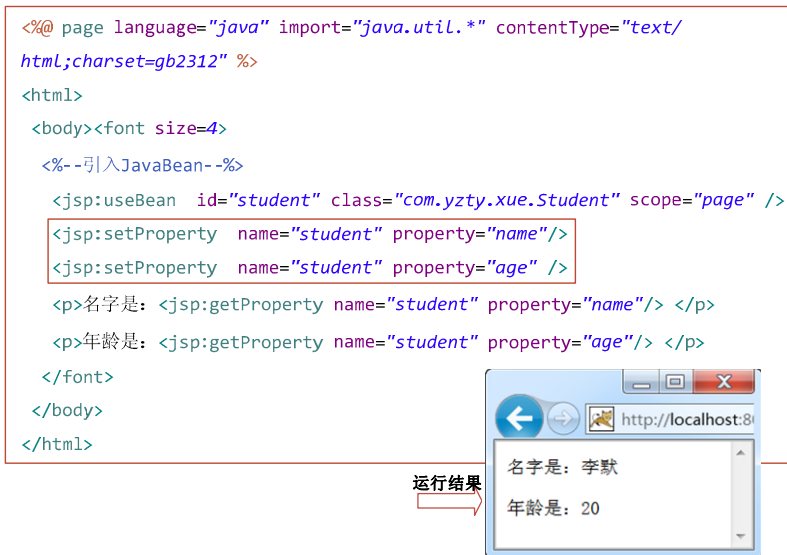 <%@ page language="java" import="java.util.*" contentType="text/
html;charset=gb2312" %>
<html>
<body><font size=4>
<%--引入JavaBean--%>
<jsp:useBean id="student" class="com.yzty.xue.Student" scope="page" />
<jsp:setProperty name="student" property="name"/>
<jsp:setProperty name="student" property="age" />
<p>名字是：<jsp:getProperty name="student" property="name"/> </p>
<p>年龄是：<jsp:getProperty name="student" property="age"/> </p>
</font>
</body>
</html>
运行结果
http://localhost:80
名字是：李默
年龄是：20